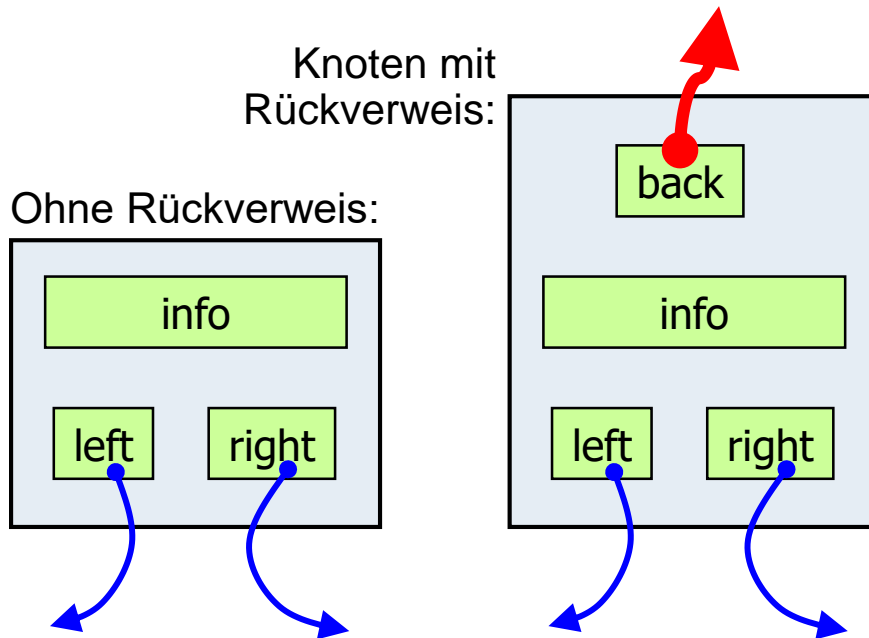 Knoten mit
Rückverweis:
back
info
left right
Ohne Rückverweis:
info
left right